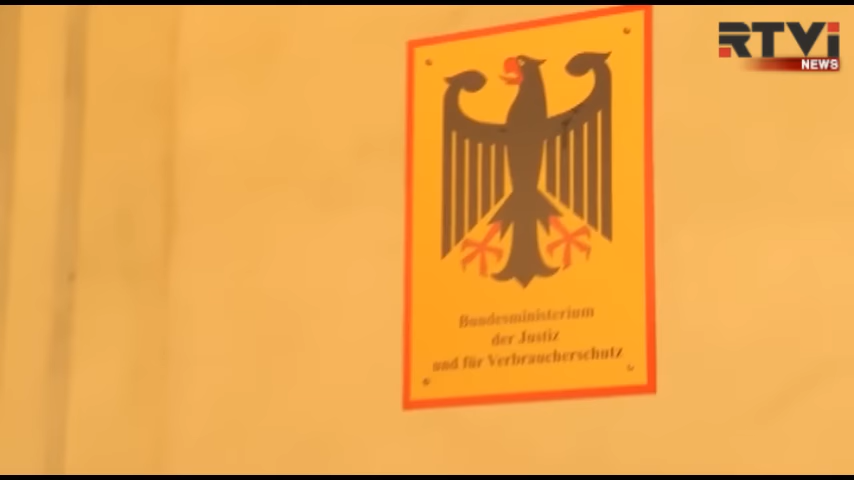 RTVi
NEWS
Bundesministerium
der Justiz
und für Verbraucherschutz